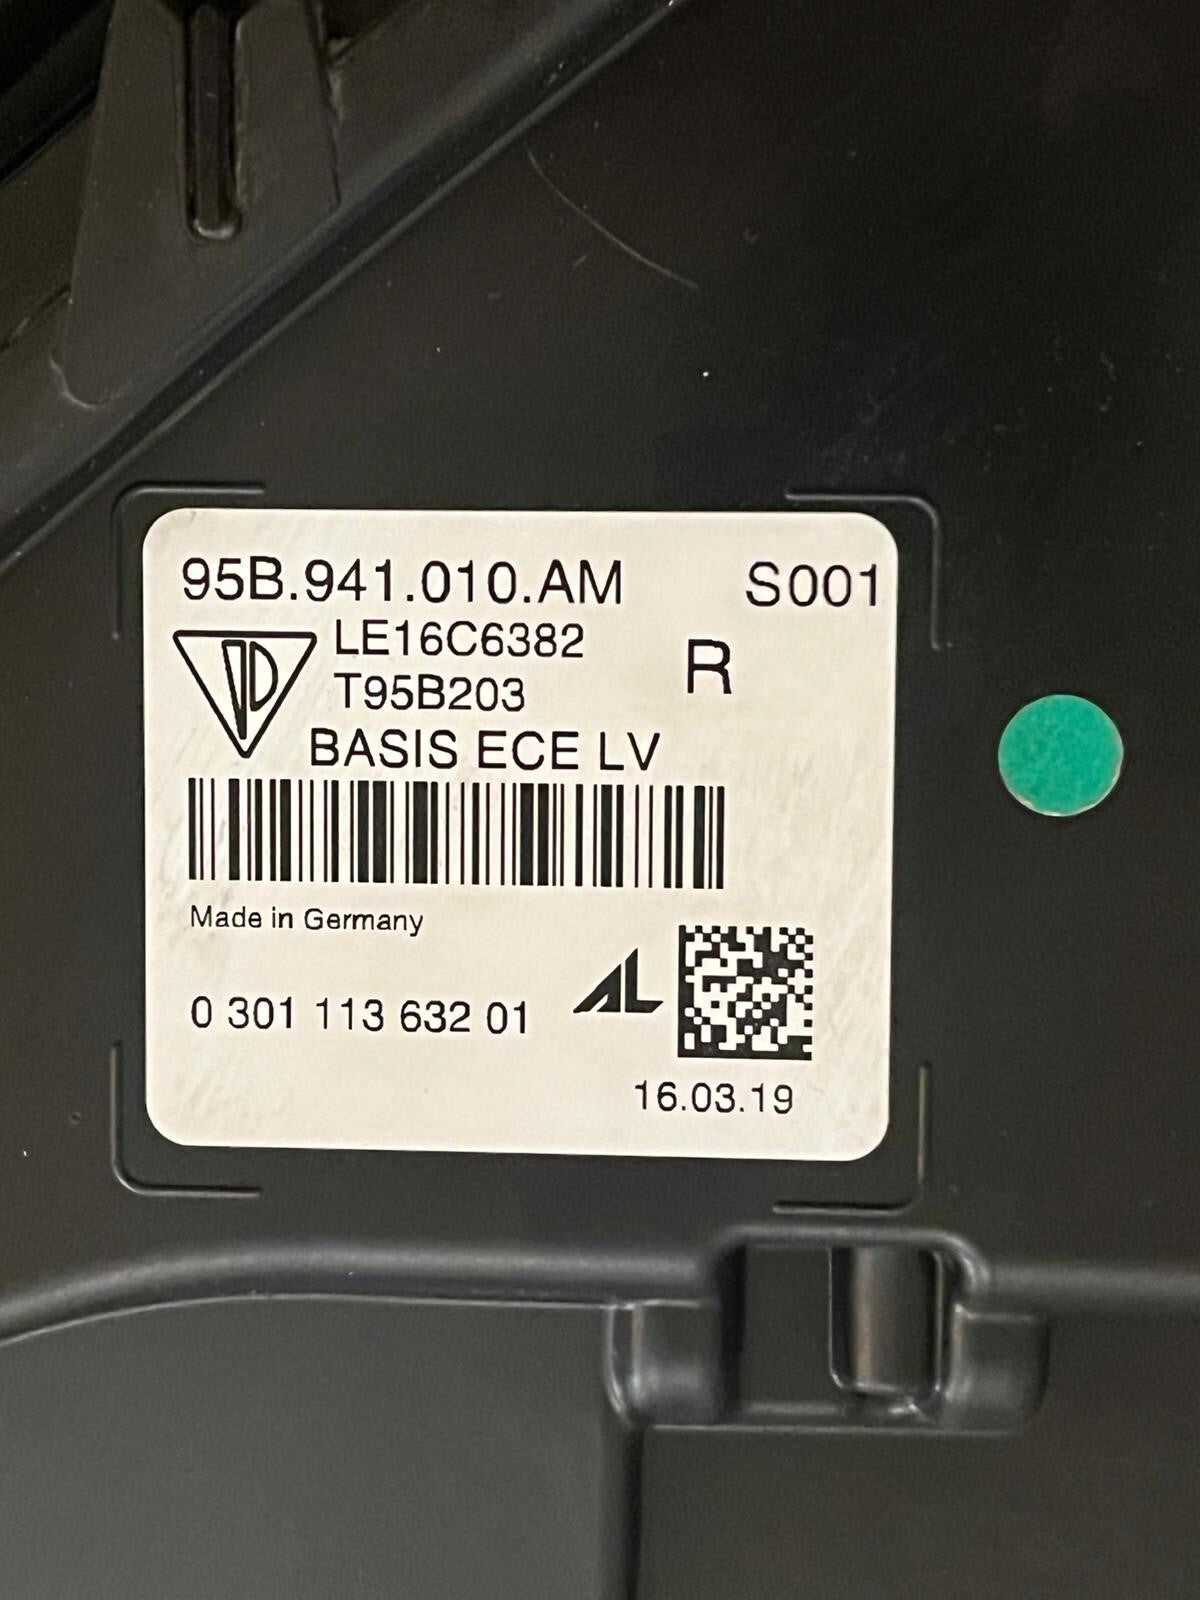 95B.941.010.AM S001
LE16C6382
T95B203 R
BASIS ECE LV
Made in Germany
0 301 113 632 01 AL
16.03.19